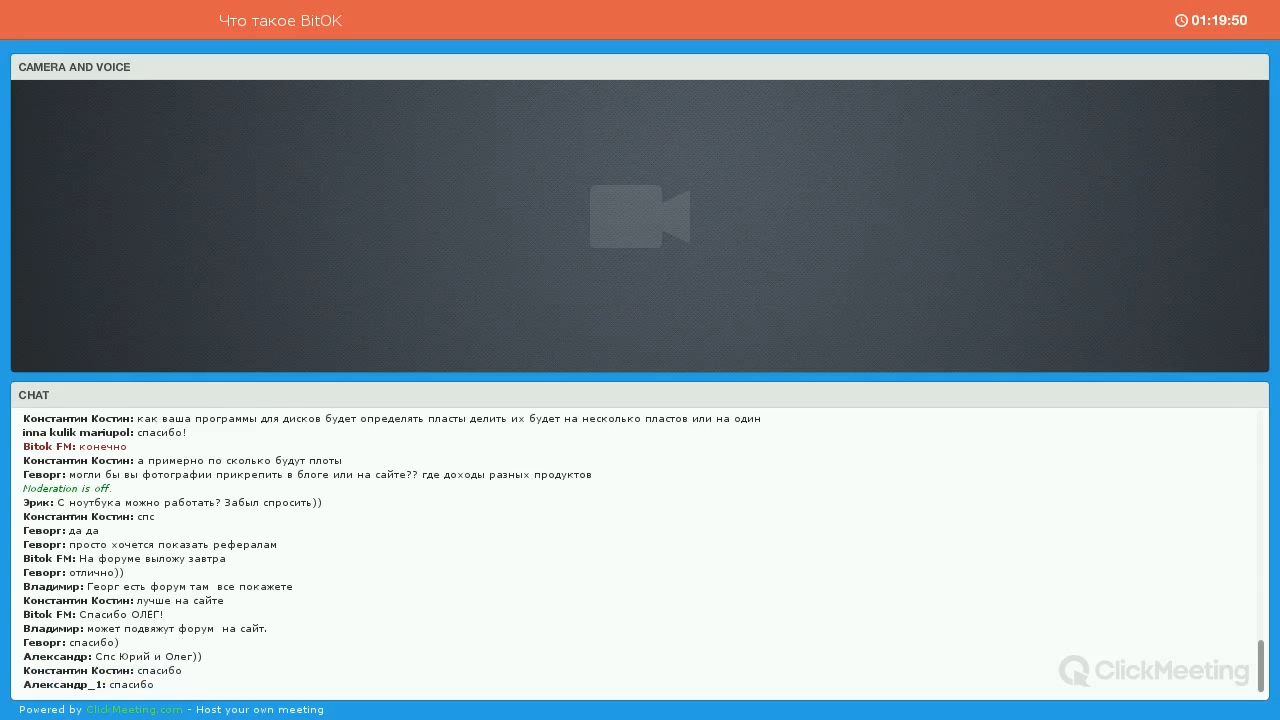 Что такое BitOK
01:19:50
CAMERA AND VOICE
CHAT
Константин Костин: как ваша программы для дисков будет определять пласты делить их будет на несколько пластов или на один
inna kulik mariupol: спасибо!
Bitok FM: конечно
Константин Костин: а примерно по сколько будут плоты
Геворг: могли бы вы фотографии прикрепить в блоге или на сайте?? где доходы разных продуктов
Moderation is off.
Эрик: С ноутбука можно работать? Забыл спросить))
Константин Костин: спс
Геворг: да да
Геворг: просто хочется показать рефералам
Bitok FM: На форуме выложу завтра
Геворг: отлично))
Владимир: Георг есть форум там  все покажете
Константин Костин: лучше на сайте
Bitok FM: Спасибо ОЛЕГ!
Владимир: может подвяжут форум  на сайт.
Геворг: спасибо)
Александр: Спс Юрий и Олег))
Константин Костин: спасибо
Александр_1: спасибо
ClickMeeting
Powered by ClickMeeting.com - Host your own meeting